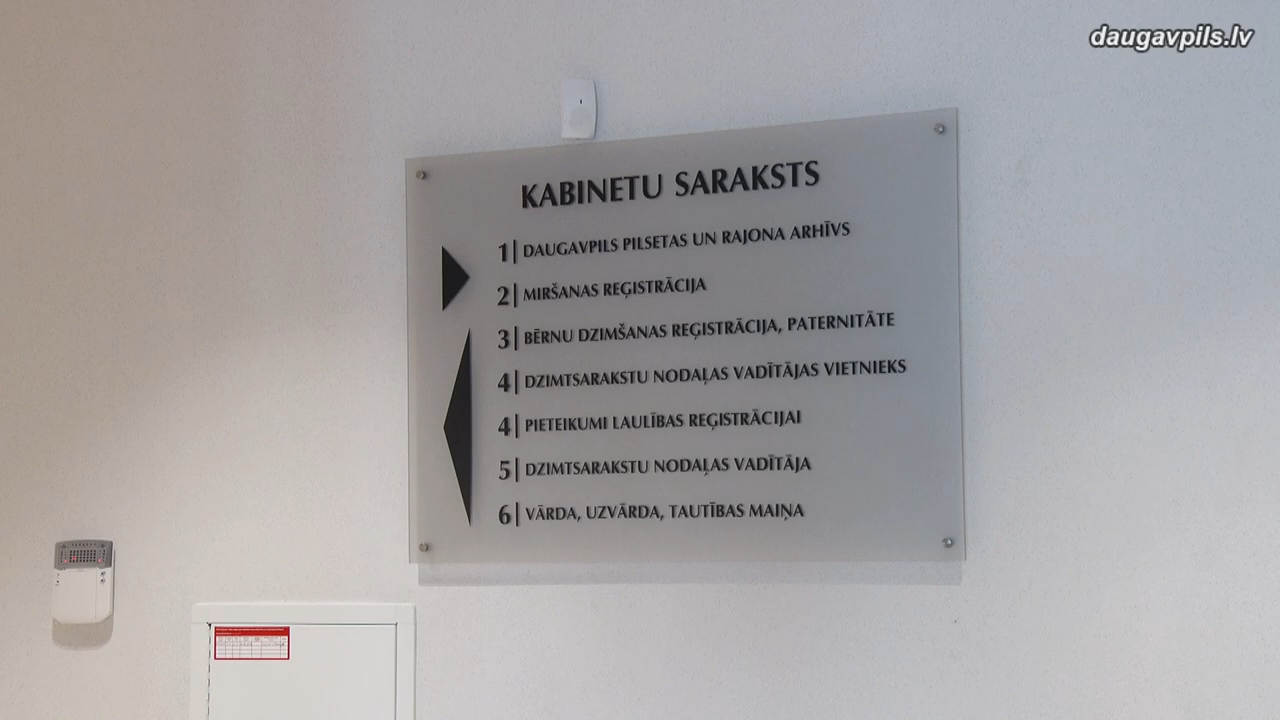 daugavpils.lv
KABINETU SARAKSTS
1| DAUGAVPILS PILSETAS UN RAJONA ARHĪVS
2| MIRŠANAS REĢISTRĀCIJA
3| BĒRNU DZIMŠANAS REĢISTRĀCIJA, PATERNITĀTE
4| DZIMTSARAKSTU NODAĻAS VADĪTĀJAS VIETNIEKS
4| PIETEIKUMI LAULĪBAS REĢISTRĀCIJAI
5| DZIMTSARAKSTU NODAĻAS VADĪTĀJA
6| VĀRDA, UZVĀRDA, TAUTĪBAS MAIŅA